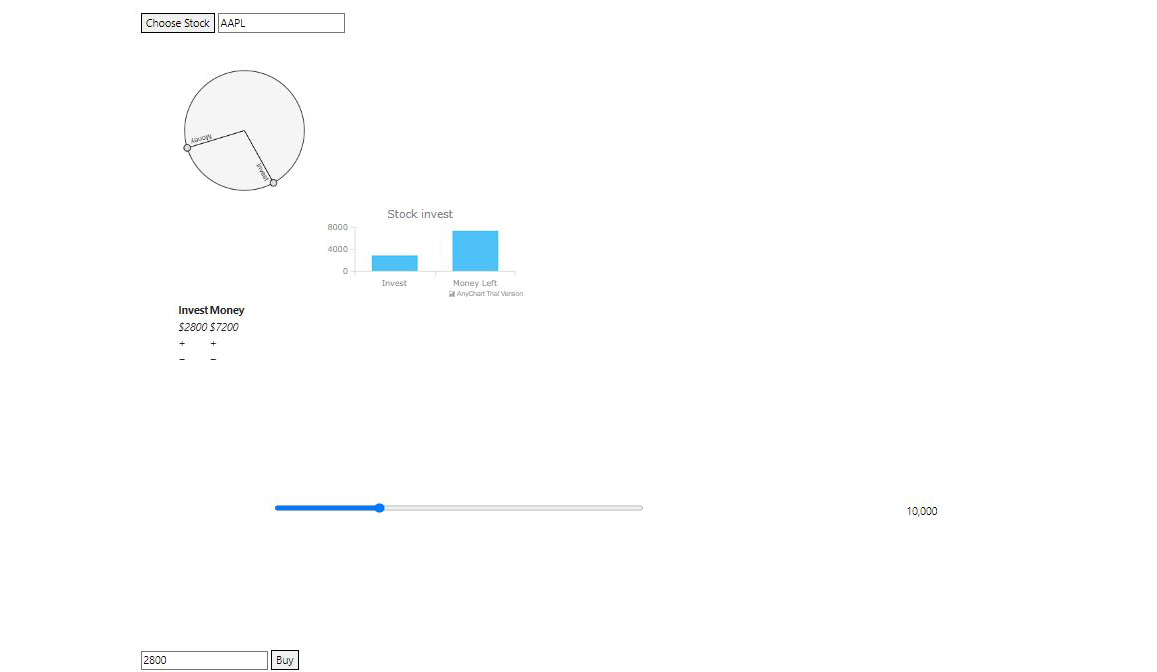 Choose Stock AAPL
Money
Invest
Stock invest
8000
4000
0
Invest Money Left
AnyChart Trial Version
Invest Money
$2800 $7200
+ +
– –
10,000
2800 Buy